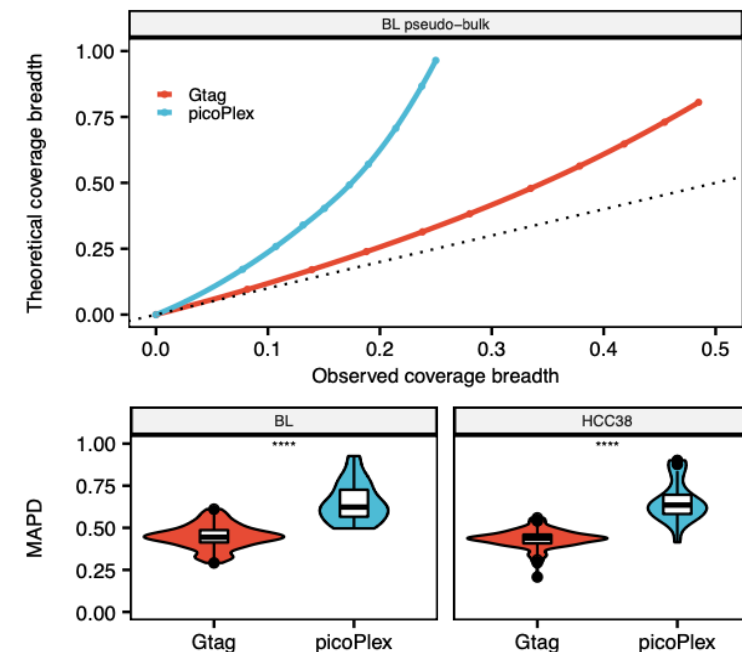 BL pseudo−bulk
Theoretical coverage breadth
1.00
0.75
0.50
0.25
0.00
Gtag
picoPlex
0.0 0.1 0.2 0.3 0.4 0.5
Observed coverage breadth
BL HCC38
MAPD
1.00
0.75
0.50
0.25
0.00
**** ****
Gtag picoPlex Gtag picoPlex